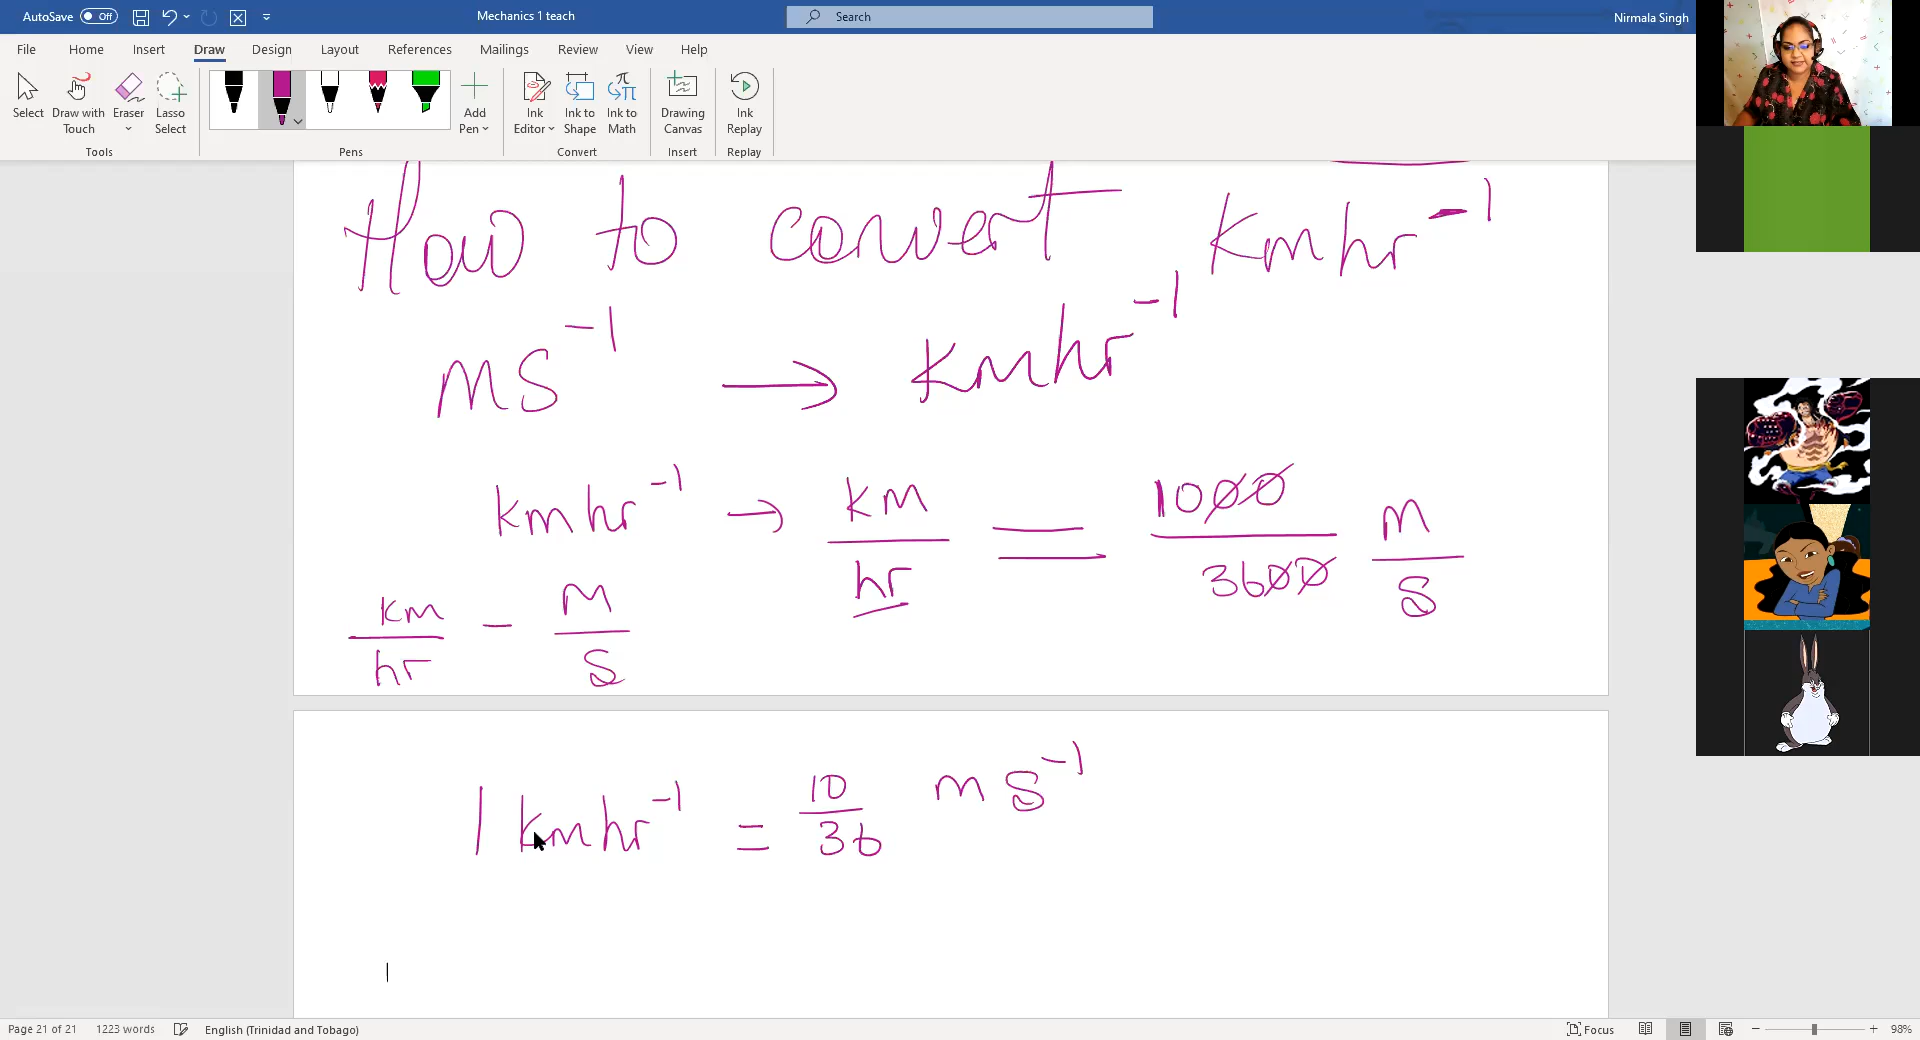 AutoSave Off Mechanics 1 teach Search Nirmala Singh
File Home Insert Draw Design Layout References Mailings Review View Help
Select Draw with Touch Eraser Lasso Select Add Pen Ink Editor Ink to Shape Ink to Math Drawing Canvas Ink Replay
Tools Pens Convert Insert Replay
How to convert kmhr⁻¹
ms⁻¹ → kmhr⁻¹
kmhr⁻¹ → km/hr = 1000/3600 m/s
km/hr - m/s
1 kmhr⁻¹ = 10/36 ms⁻¹
Page 21 of 21 1223 words English (Trinidad and Tobago) Focus 98%